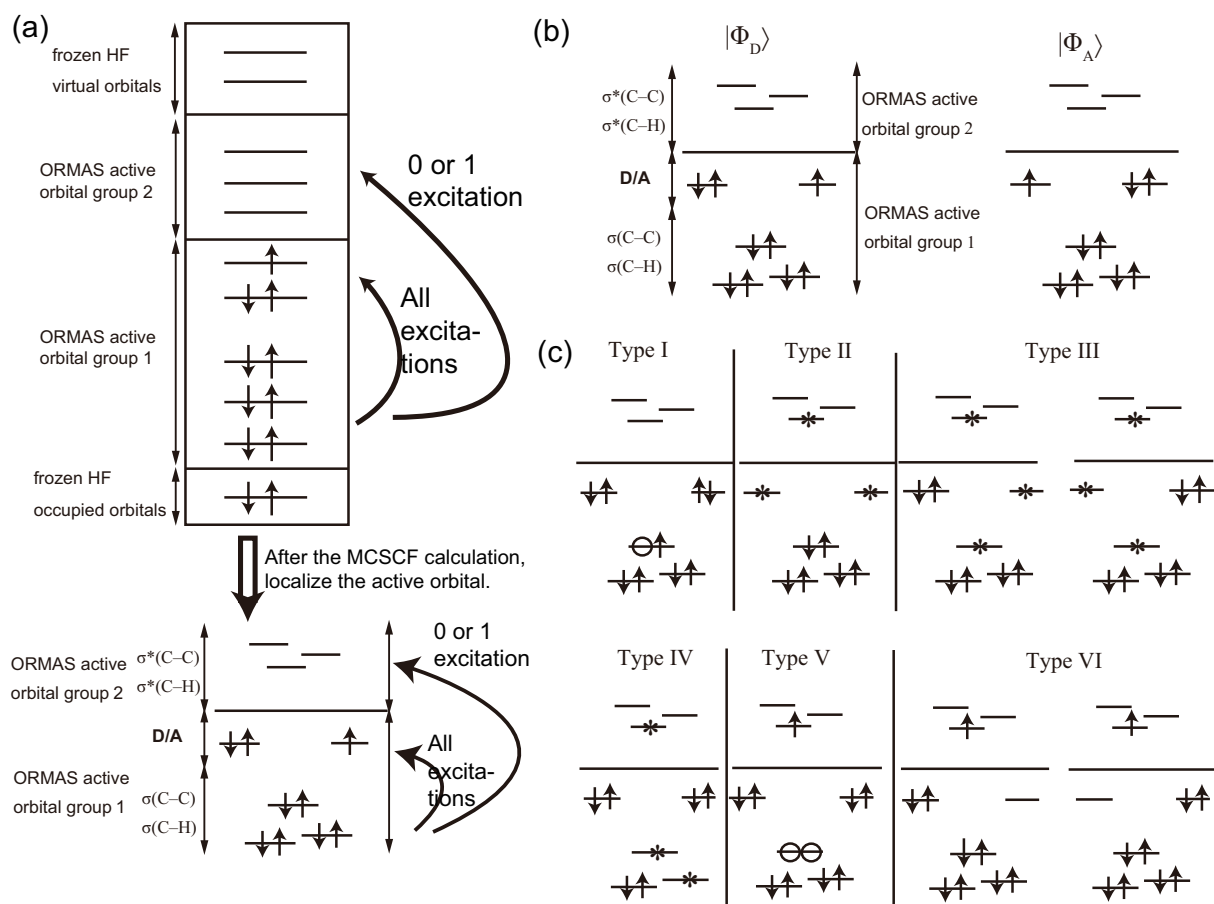 (a)
frozen HF
virtual orbitals
ORMAS active
orbital group 2
0 or 1
excitation
ORMAS active
orbital group 1
All
excita-
tions
frozen HF
occupied orbitals
After the MCSCF calculation,
localize the active orbital.
ORMAS active
orbital group 2
σ*(C–C)
σ*(C–H)
0 or 1
excitation
D/A
ORMAS active
orbital group 1
σ(C–C)
σ(C–H)
All
excita-
tions
(b)
|Φ_D⟩
|Φ_A⟩
σ*(C–C)
σ*(C–H)
ORMAS active
orbital group 2
D/A
σ(C–C)
σ(C–H)
ORMAS active
orbital group 1
(c)
Type I
Type II
Type III
Type IV
Type V
Type VI